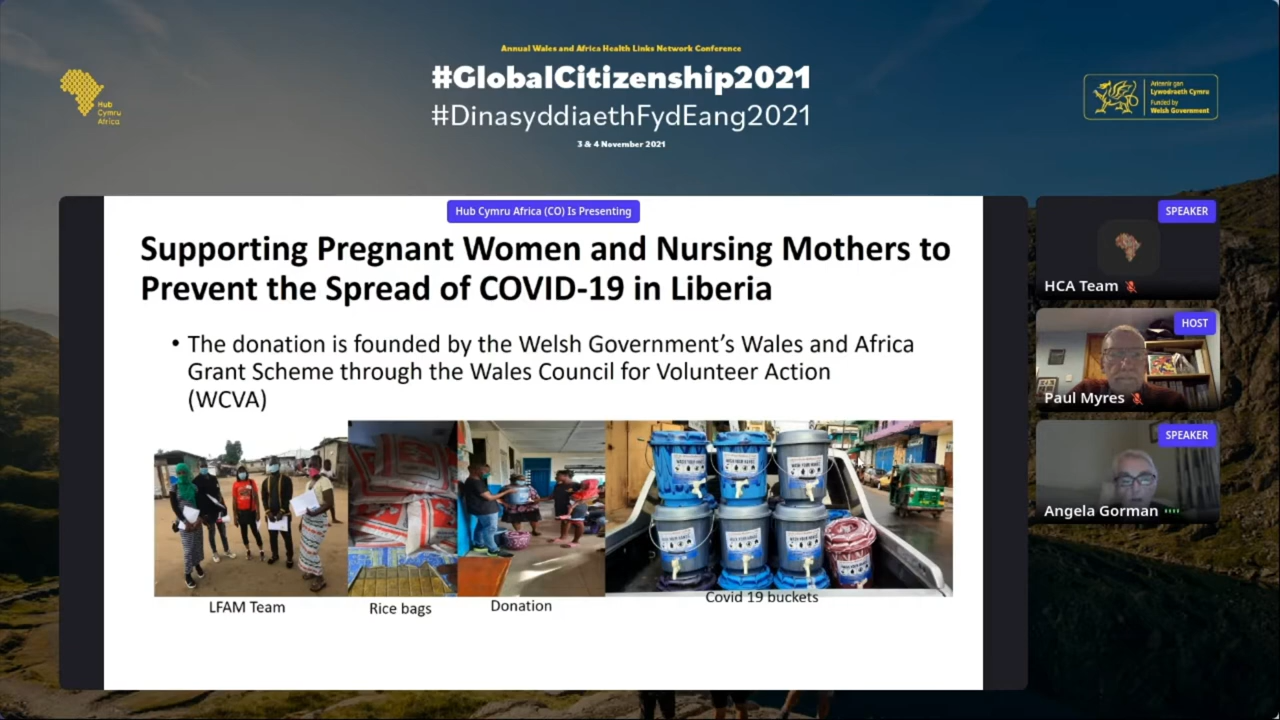 Annual Wales and Africa Health Links Network Conference
#GlobalCitizenship2021
#DinasyddiaethFydEang2021
3 & 4 November 2021
Hub
Cymru
Africa
Ariennir gan
Lywodraeth Cymru
Funded by
Welsh Government
Hub Cymru Africa (CO) Is Presenting
Supporting Pregnant Women and Nursing Mothers to
Prevent the Spread of COVID-19 in Liberia
• The donation is founded by the Welsh Government’s Wales and Africa
Grant Scheme through the Wales Council for Volunteer Action
(WCVA)
LFAM Team
Rice bags
Donation
Covid 19 buckets
SPEAKER
HCA Team
HOST
Paul Myres
SPEAKER
Angela Gorman